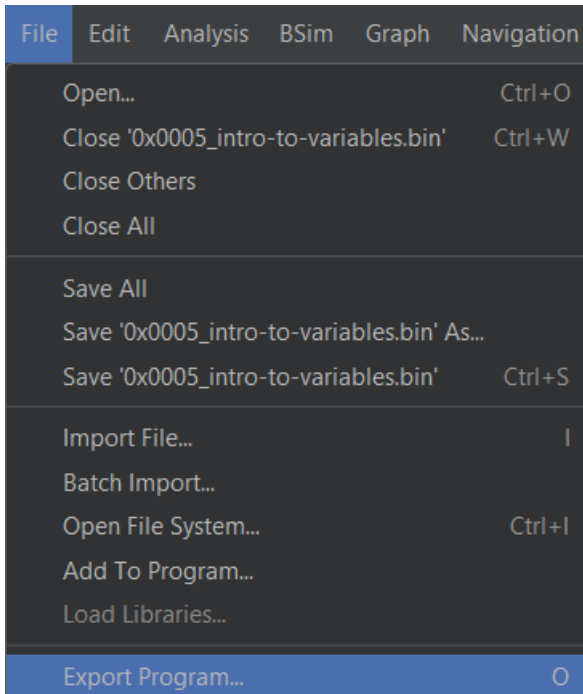 File Edit Analysis BSim Graph Navigation
Open... Ctrl+O
Close '0x0005_intro-to-variables.bin' Ctrl+W
Close Others
Close All
Save All
Save '0x0005_intro-to-variables.bin' As...
Save '0x0005_intro-to-variables.bin' Ctrl+S
Import File... I
Batch Import...
Open File System... Ctrl+I
Add To Program...
Load Libraries...
Export Program... O